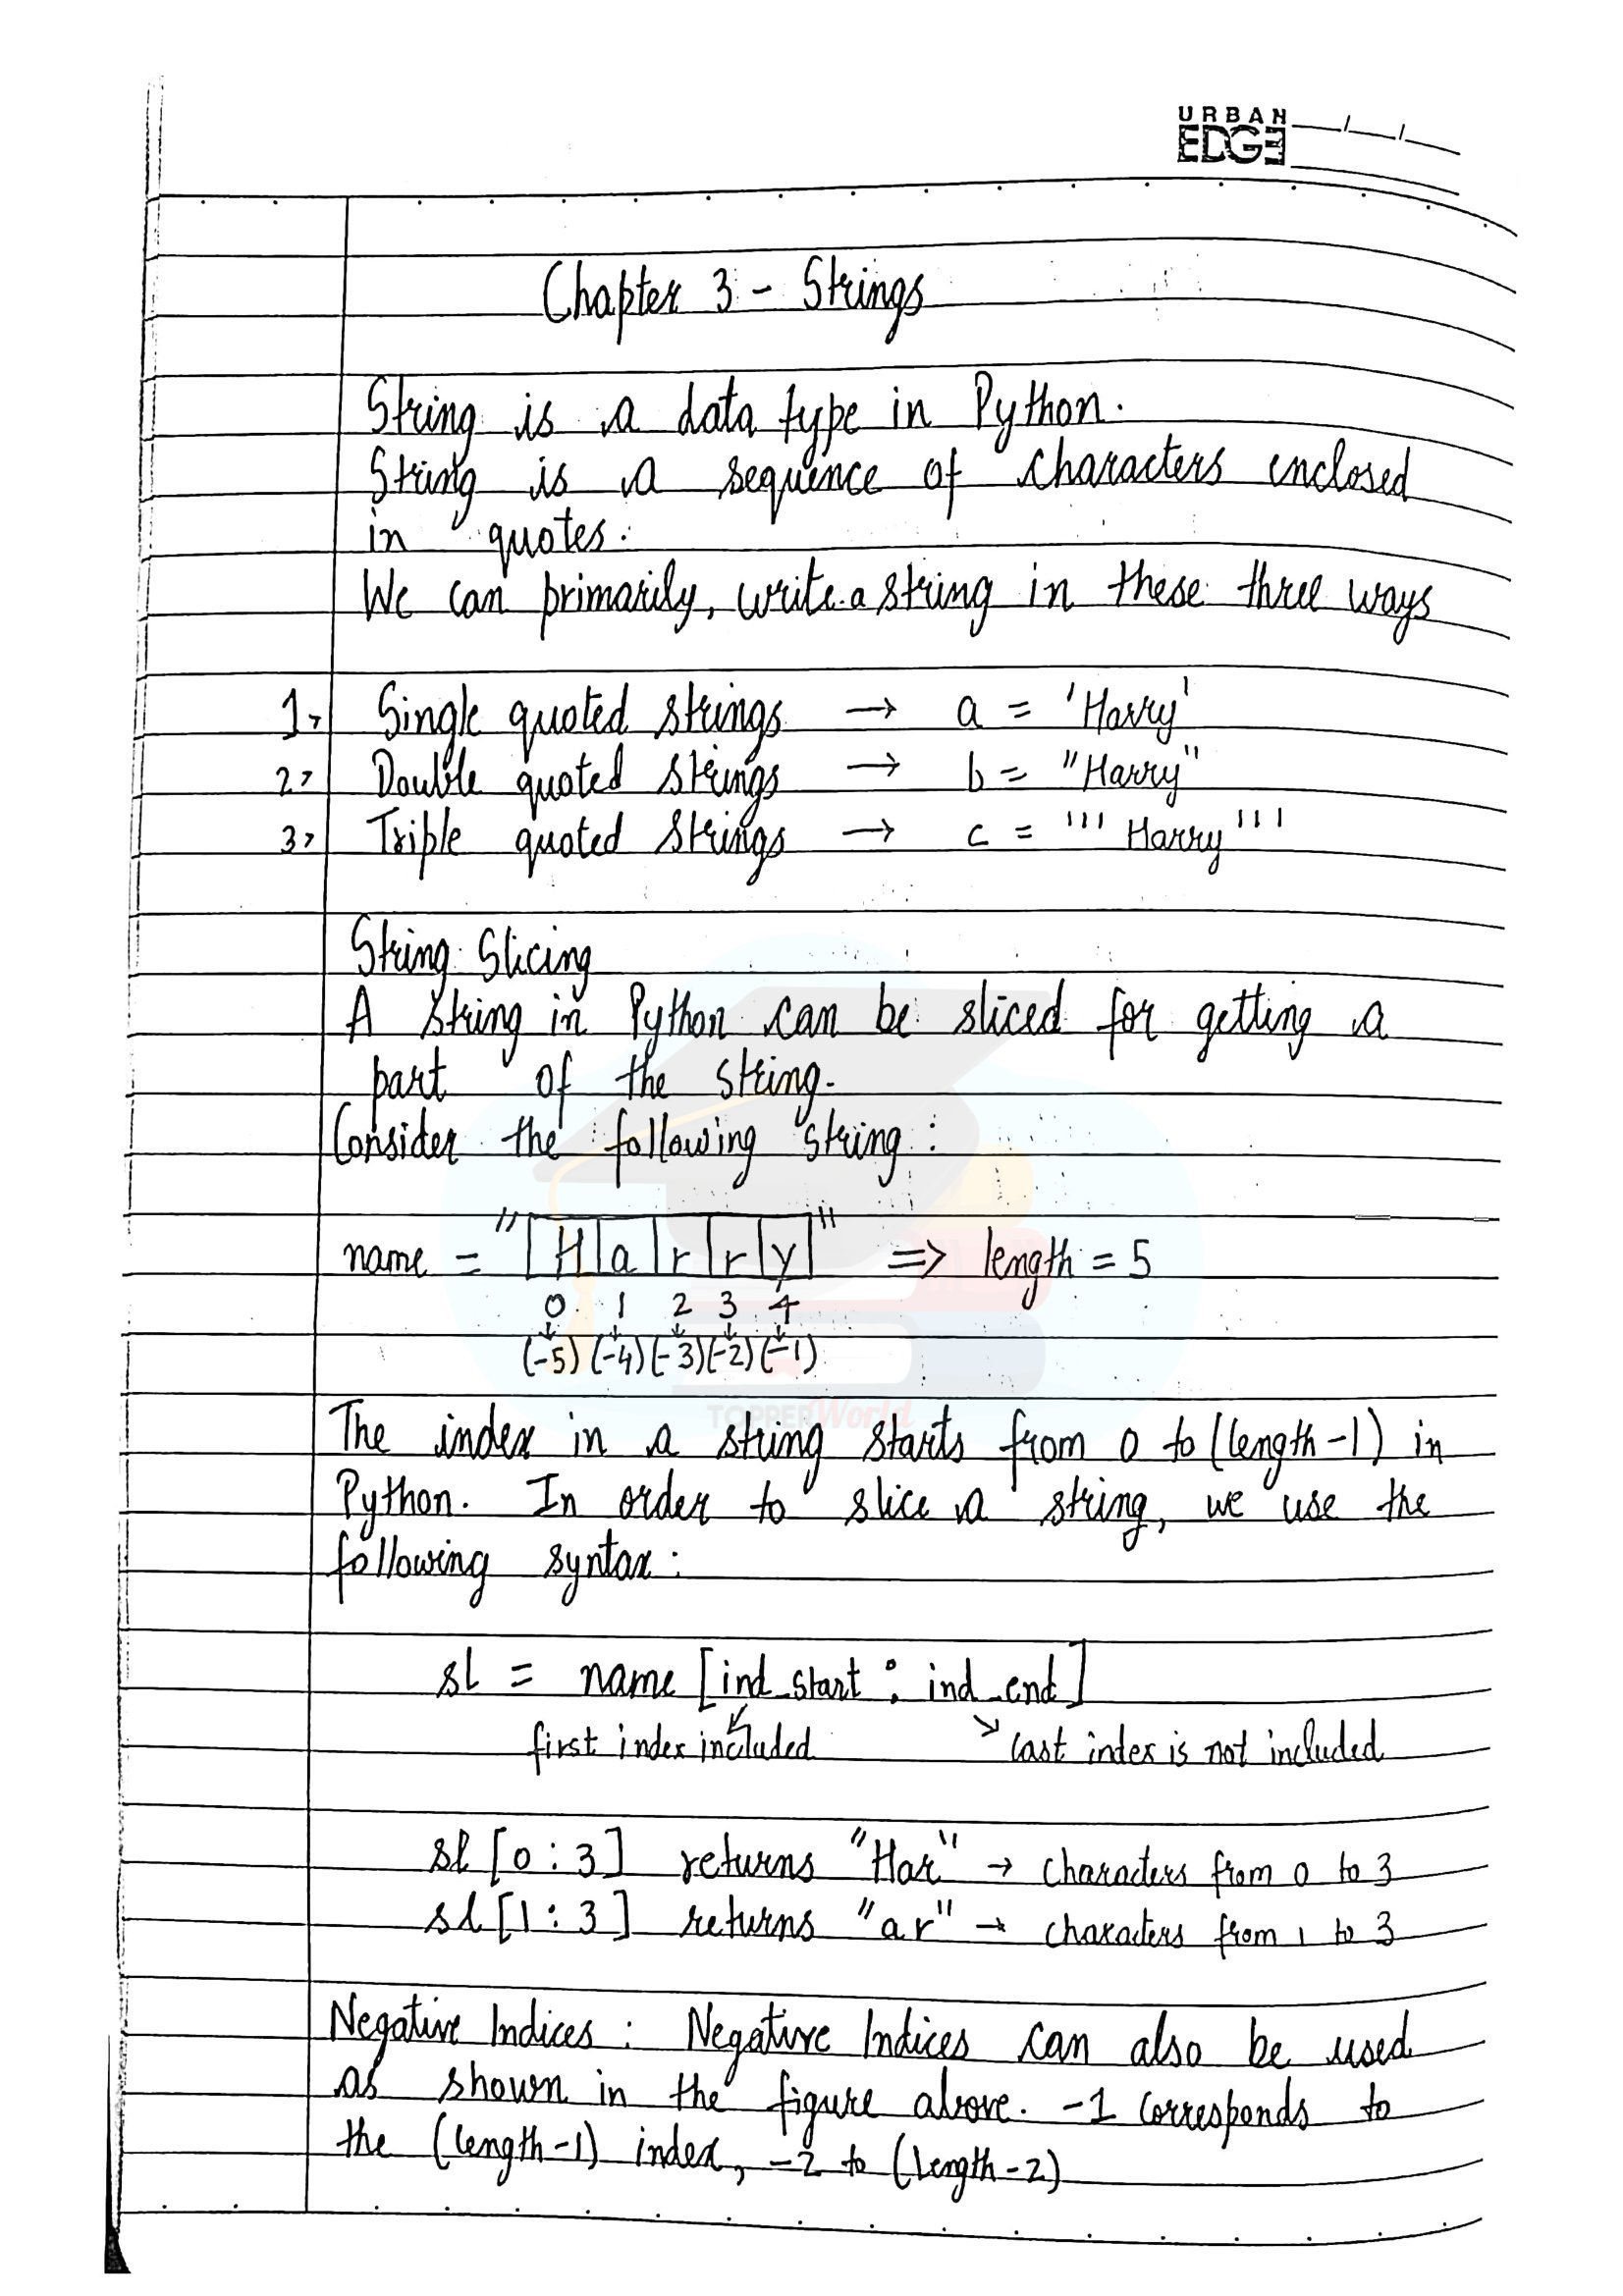 URBAN
EDGE
Chapter 3 - Strings
String is a data type in Python.
String is a sequence of characters enclosed
in quotes.
We can primarily, write a string in these three ways
1> Single quoted strings → a = 'Harry'
2> Double quoted strings → b = "Harry"
3> Triple quoted strings → c = ''' Harry '''
String Slicing
A string in Python can be sliced for getting a
part of the string.
Consider the following string :
name = "H a r r y" => length = 5
0 1 2 3 4
(-5) (-4) (-3) (-2) (-1)
TOPPER World
The index in a string starts from 0 to (length-1) in
Python. In order to slice a string, we use the
following syntax :
sl = name [ind_start : ind_end]
first index included last index is not included
sl [0 : 3] returns "Har" → characters from 0 to 3
sl [1 : 3] returns "ar" → characters from 1 to 3
Negative Indices : Negative Indices can also be used
as shown in the figure above. -1 corresponds to
the (length-1) index, -2 to (length-2)